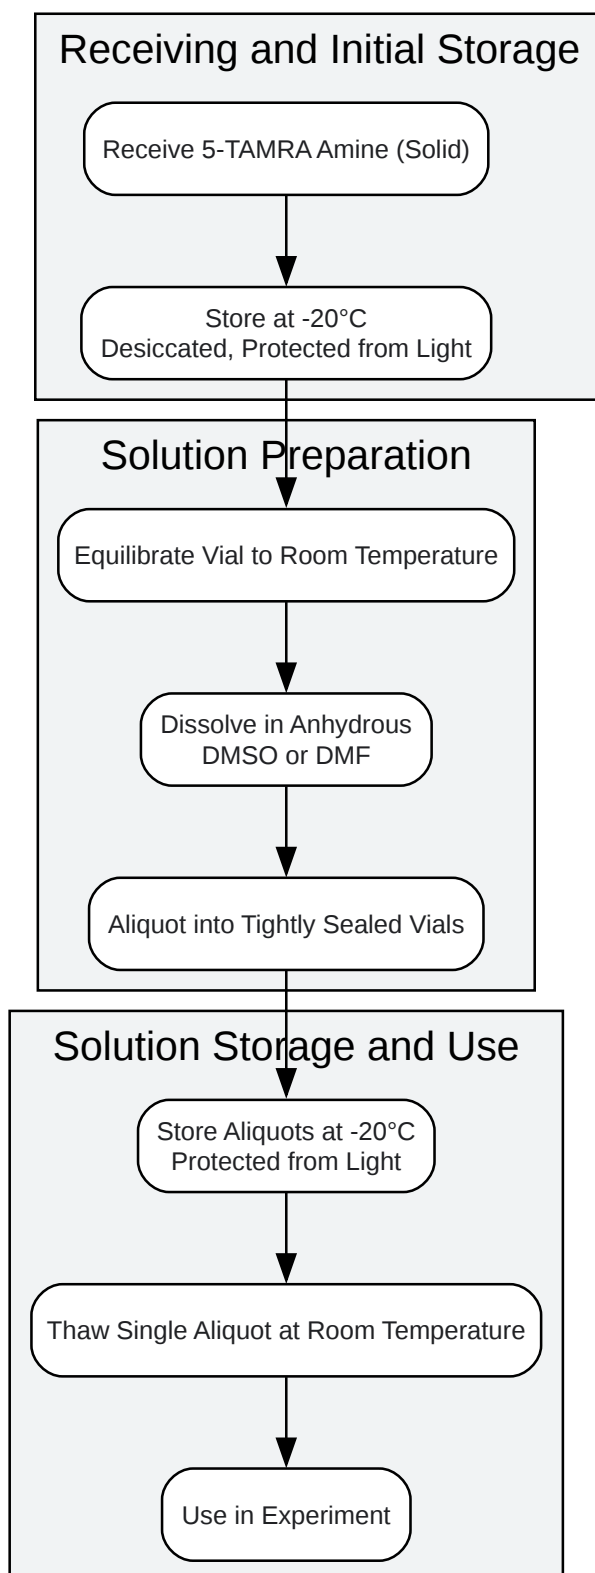 Receiving and Initial Storage
Receive 5-TAMRA Amine (Solid)
Store at -20°C
Desiccated, Protected from Light
Solution Preparation
Equilibrate Vial to Room Temperature
Dissolve in Anhydrous
DMSO or DMF
Aliquot into Tightly Sealed Vials
Solution Storage and Use
Store Aliquots at -20°C
Protected from Light
Thaw Single Aliquot at Room Temperature
Use in Experiment